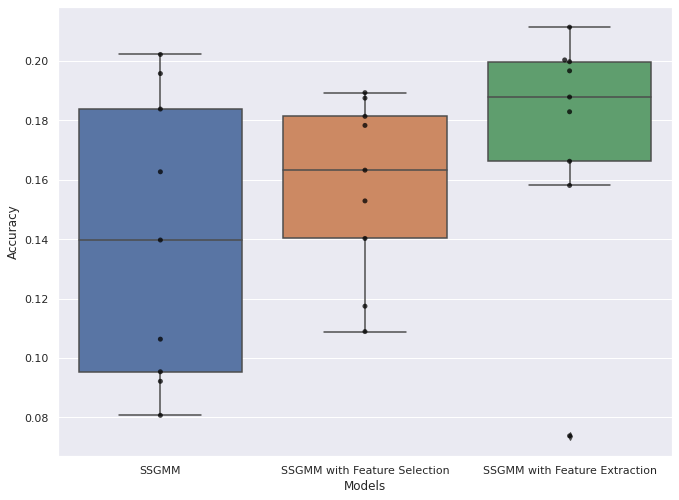 Accuracy
0.20
0.18
0.16
0.14
0.12
0.10
0.08
SSGMM
SSGMM with Feature Selection
SSGMM with Feature Extraction
Models